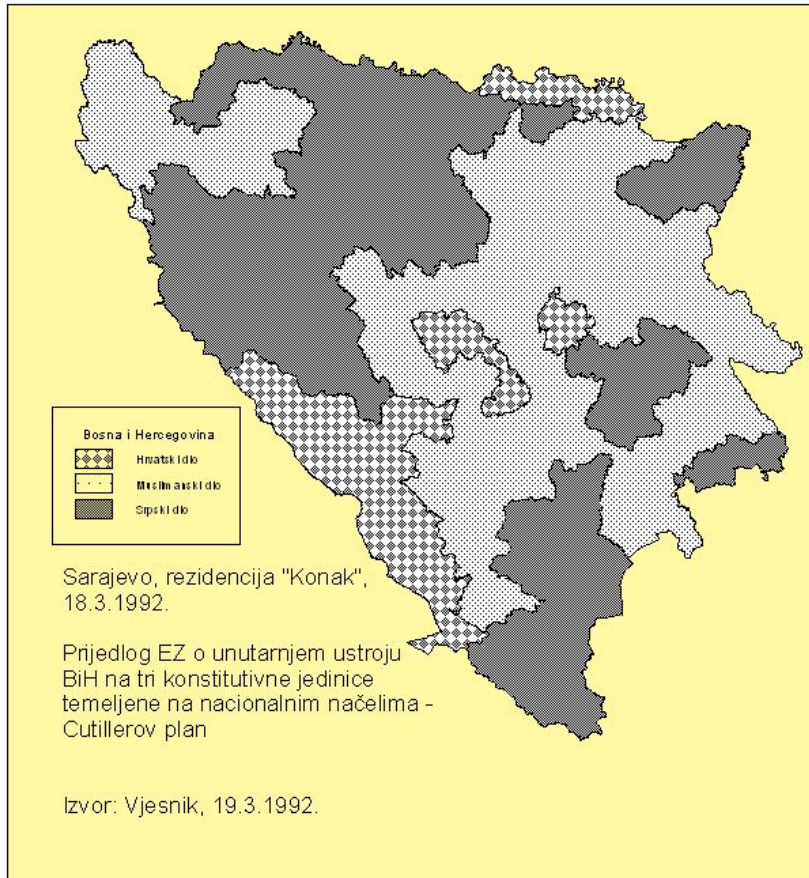 Bosna i Hercegovina
Hrvatski dio
Muslimanski dio
Srpski dio
Sarajevo, rezidencija "Konak",
18.3.1992.
Prijedlog EZ o unutarnjem ustroju
BiH na tri konstitutivne jedinice
temeljene na nacionalnim načelima -
Cutillerov plan
Izvor: Vjesnik, 19.3.1992.